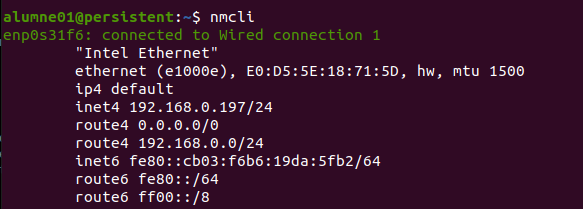 alumne01@persistent:~$ nmcli
enp0s31f6: connected to Wired connection 1
"Intel Ethernet"
ethernet (e1000e), E0:D5:5E:18:71:5D, hw, mtu 1500
ip4 default
inet4 192.168.0.197/24
route4 0.0.0.0/0
route4 192.168.0.0/24
inet6 fe80::cb03:f6b6:19da:5fb2/64
route6 fe80::/64
route6 ff00::/8